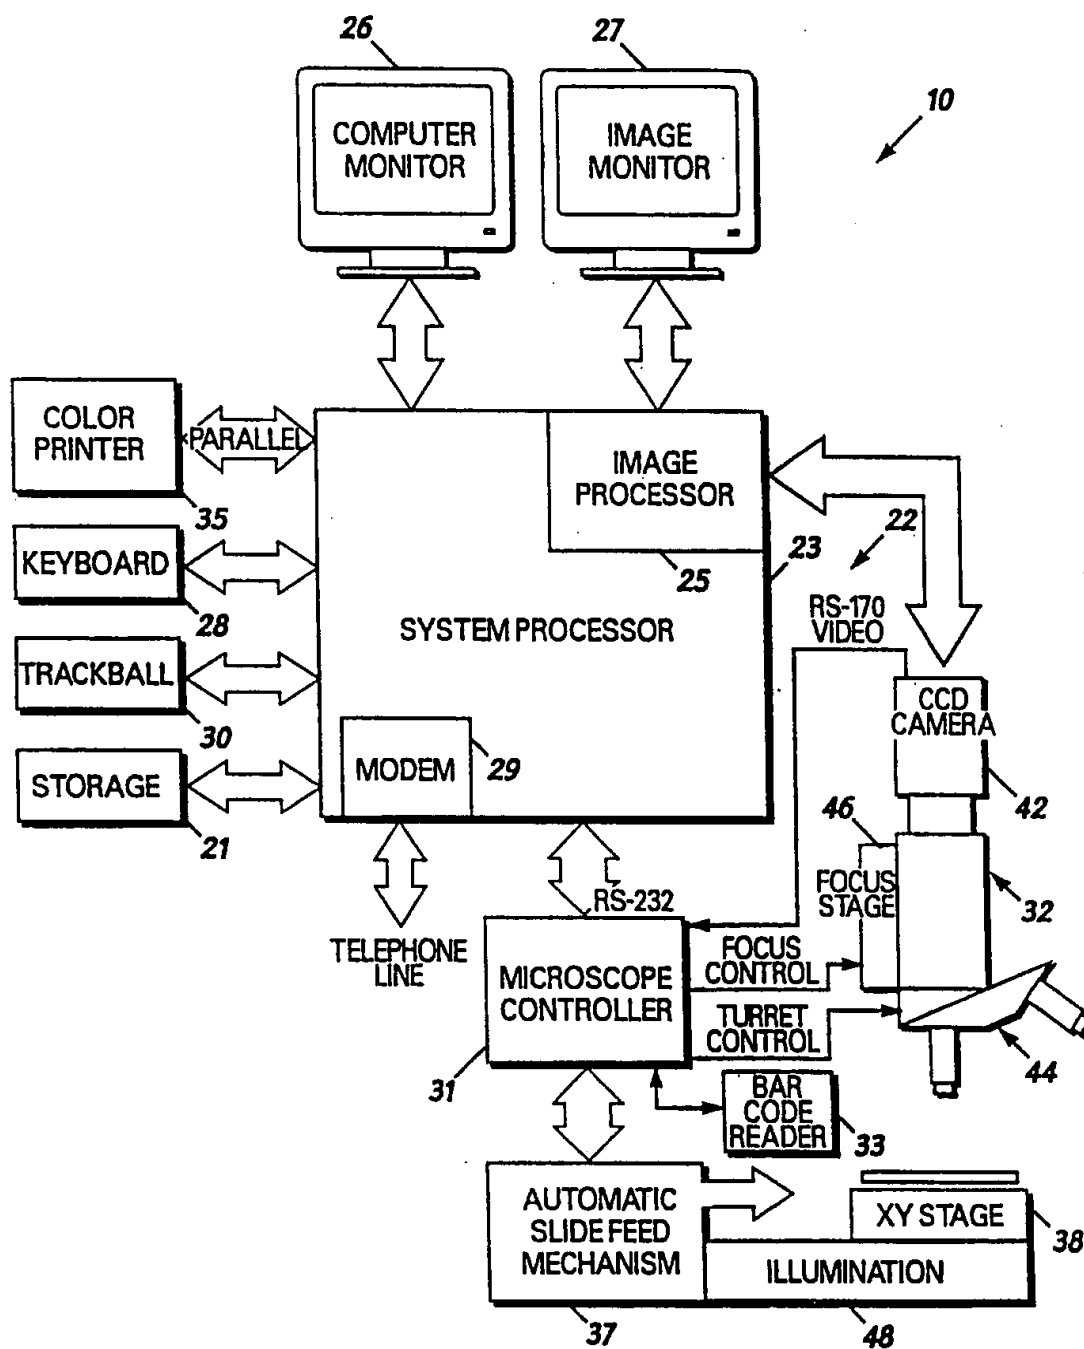 26
27
10
COMPUTER
MONITOR
IMAGE
MONITOR
COLOR
PRINTER
PARALLEL
35
IMAGE
PROCESSOR
25
23
22
KEYBOARD
28
SYSTEM PROCESSOR
RS-170
VIDEO
TRACKBALL
30
CCD
CAMERA
42
STORAGE
21
MODEM
29
46
FOCUS
STAGE
32
RS-232
TELEPHONE
LINE
MICROSCOPE
CONTROLLER
31
FOCUS
CONTROL
TURRET
CONTROL
44
BAR
CODE
READER
33
AUTOMATIC
SLIDE FEED
MECHANISM
37
XY STAGE
38
ILLUMINATION
48